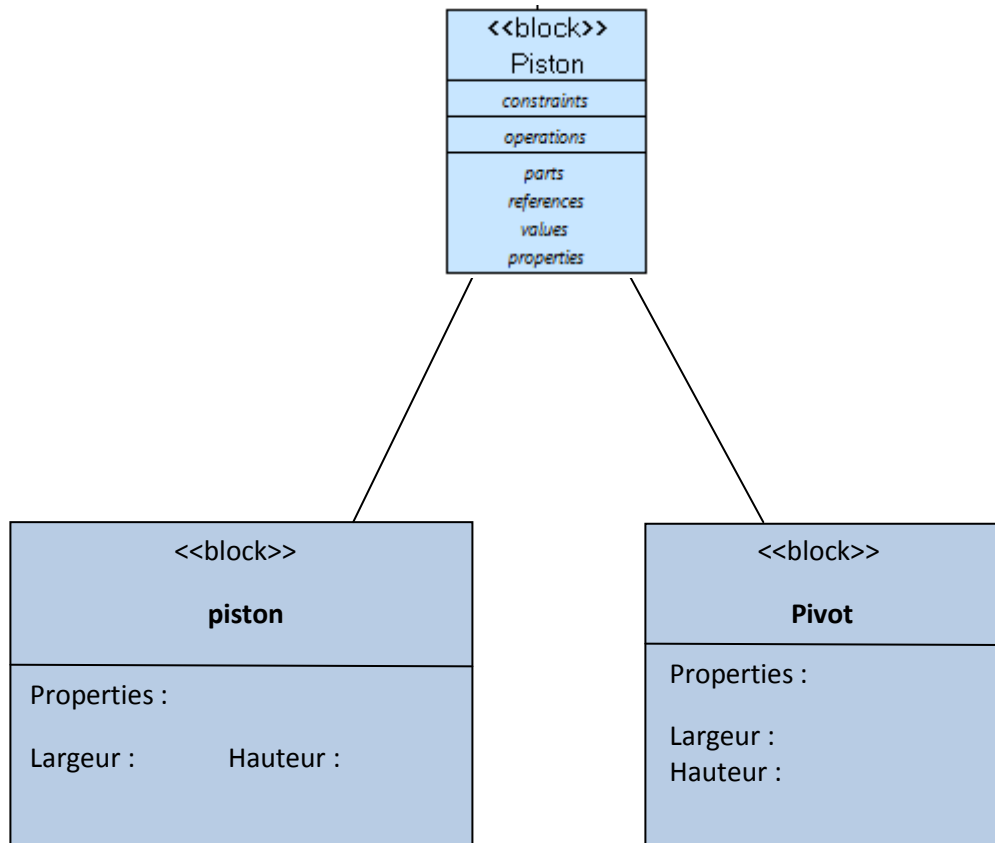 <<block>>
Piston
constraints
operations
parts
references
values
properties
<<block>>
piston
Properties :
Largeur : Hauteur :
<<block>>
Pivot
Properties :
Largeur :
Hauteur :